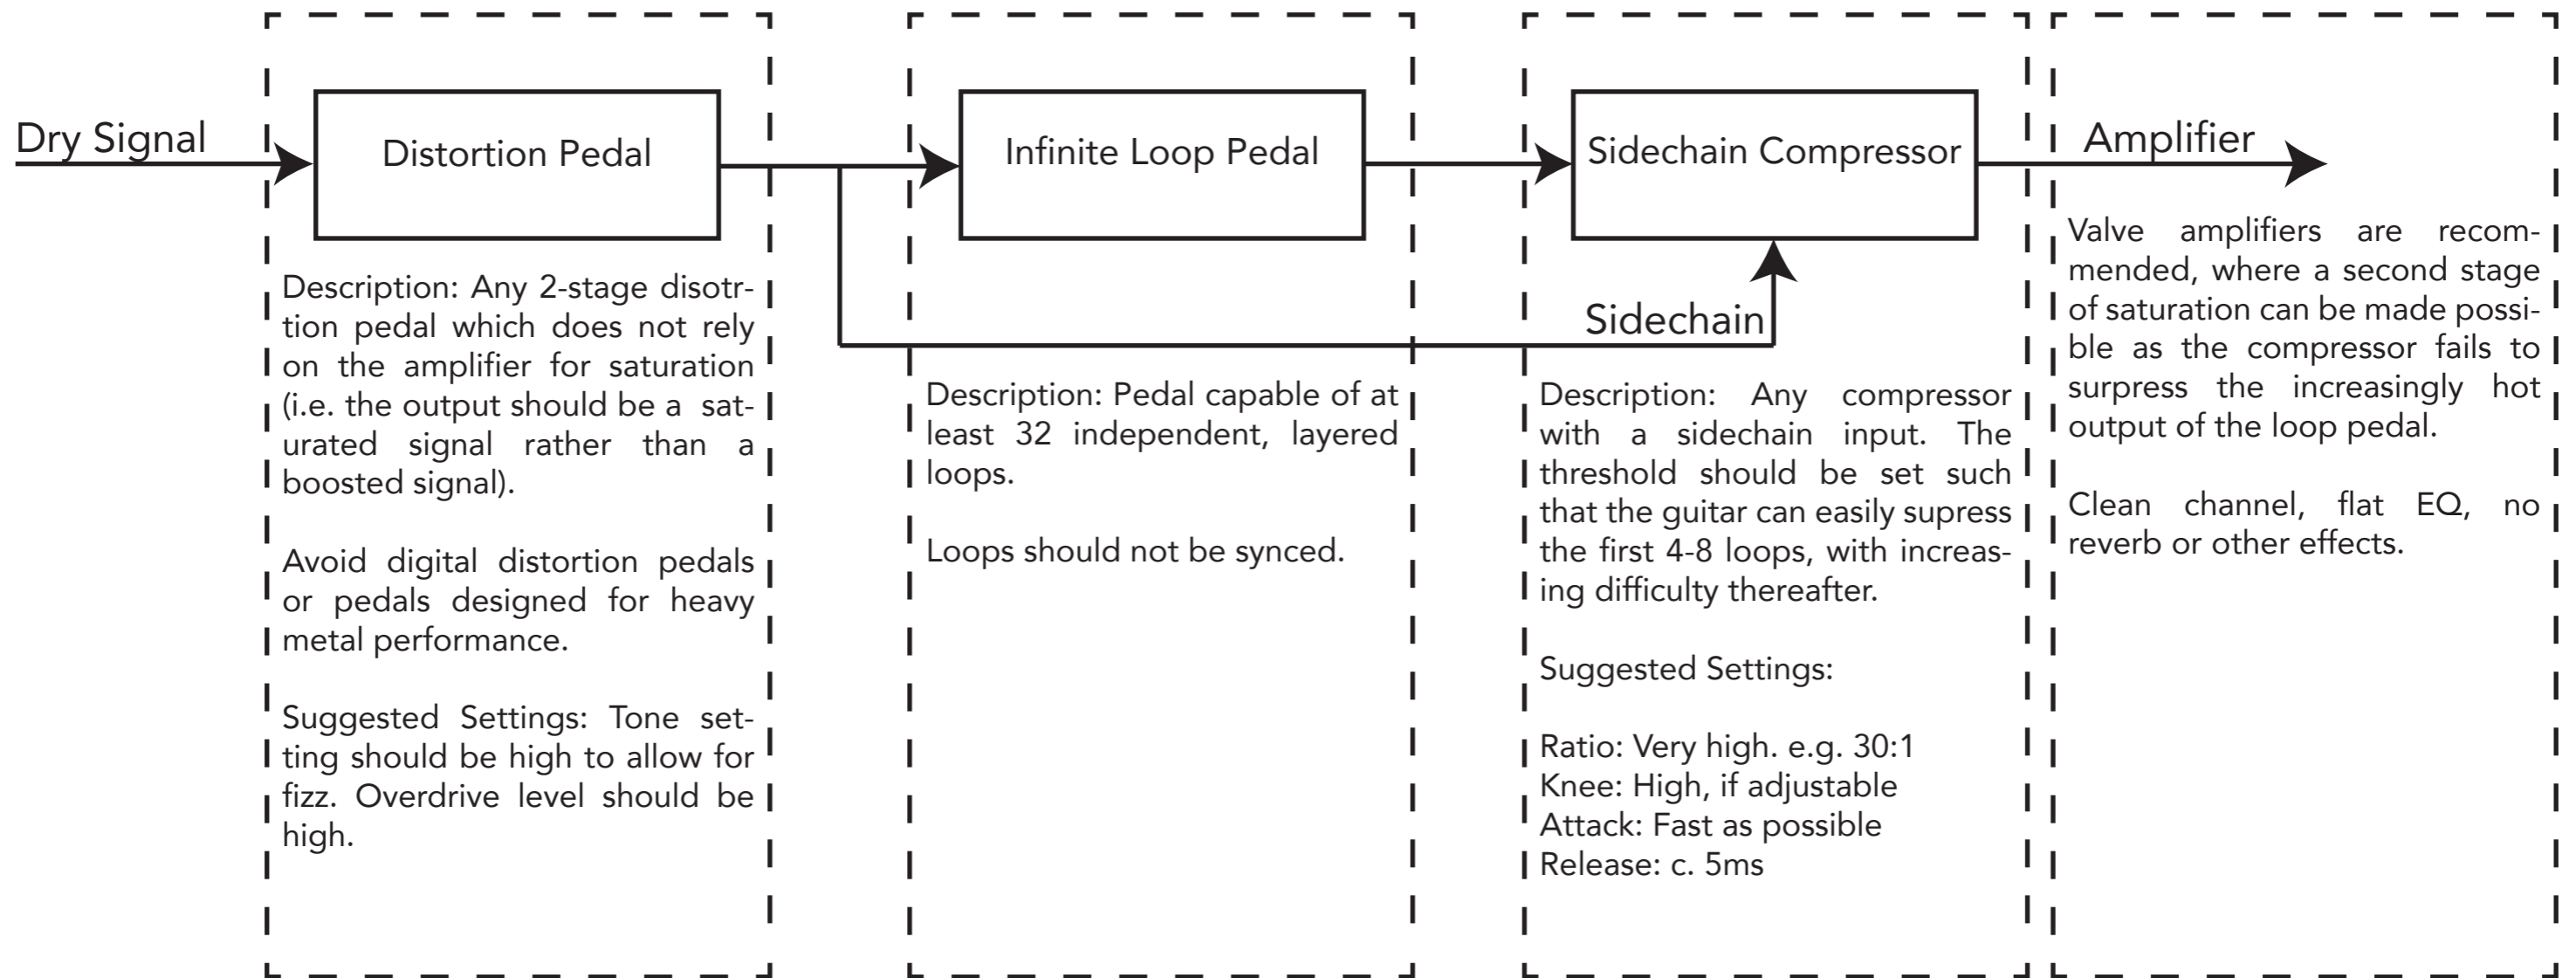 Dry Signal
Distortion Pedal
Description: Any 2-stage disotr-
tion pedal which does not rely
on the amplifier for saturation
(i.e. the output should be a sat-
urated signal rather than a
boosted signal).
Avoid digital distortion pedals
or pedals designed for heavy
metal performance.
Suggested Settings: Tone set-
ting should be high to allow for
fizz. Overdrive level should be
high.
Infinite Loop Pedal
Description: Pedal capable of at
least 32 independent, layered
loops.
Loops should not be synced.
Sidechain Compressor
Sidechain
Description: Any compressor
with a sidechain input. The
threshold should be set such
that the guitar can easily supress
the first 4-8 loops, with increas-
ing difficulty thereafter.
Suggested Settings:
Ratio: Very high. e.g. 30:1
Knee: High, if adjustable
Attack: Fast as possible
Release: c. 5ms
Amplifier
Valve amplifiers are recom-
mended, where a second stage
of saturation can be made possi-
ble as the compressor fails to
surpress the increasingly hot
output of the loop pedal.
Clean channel, flat EQ, no
reverb or other effects.